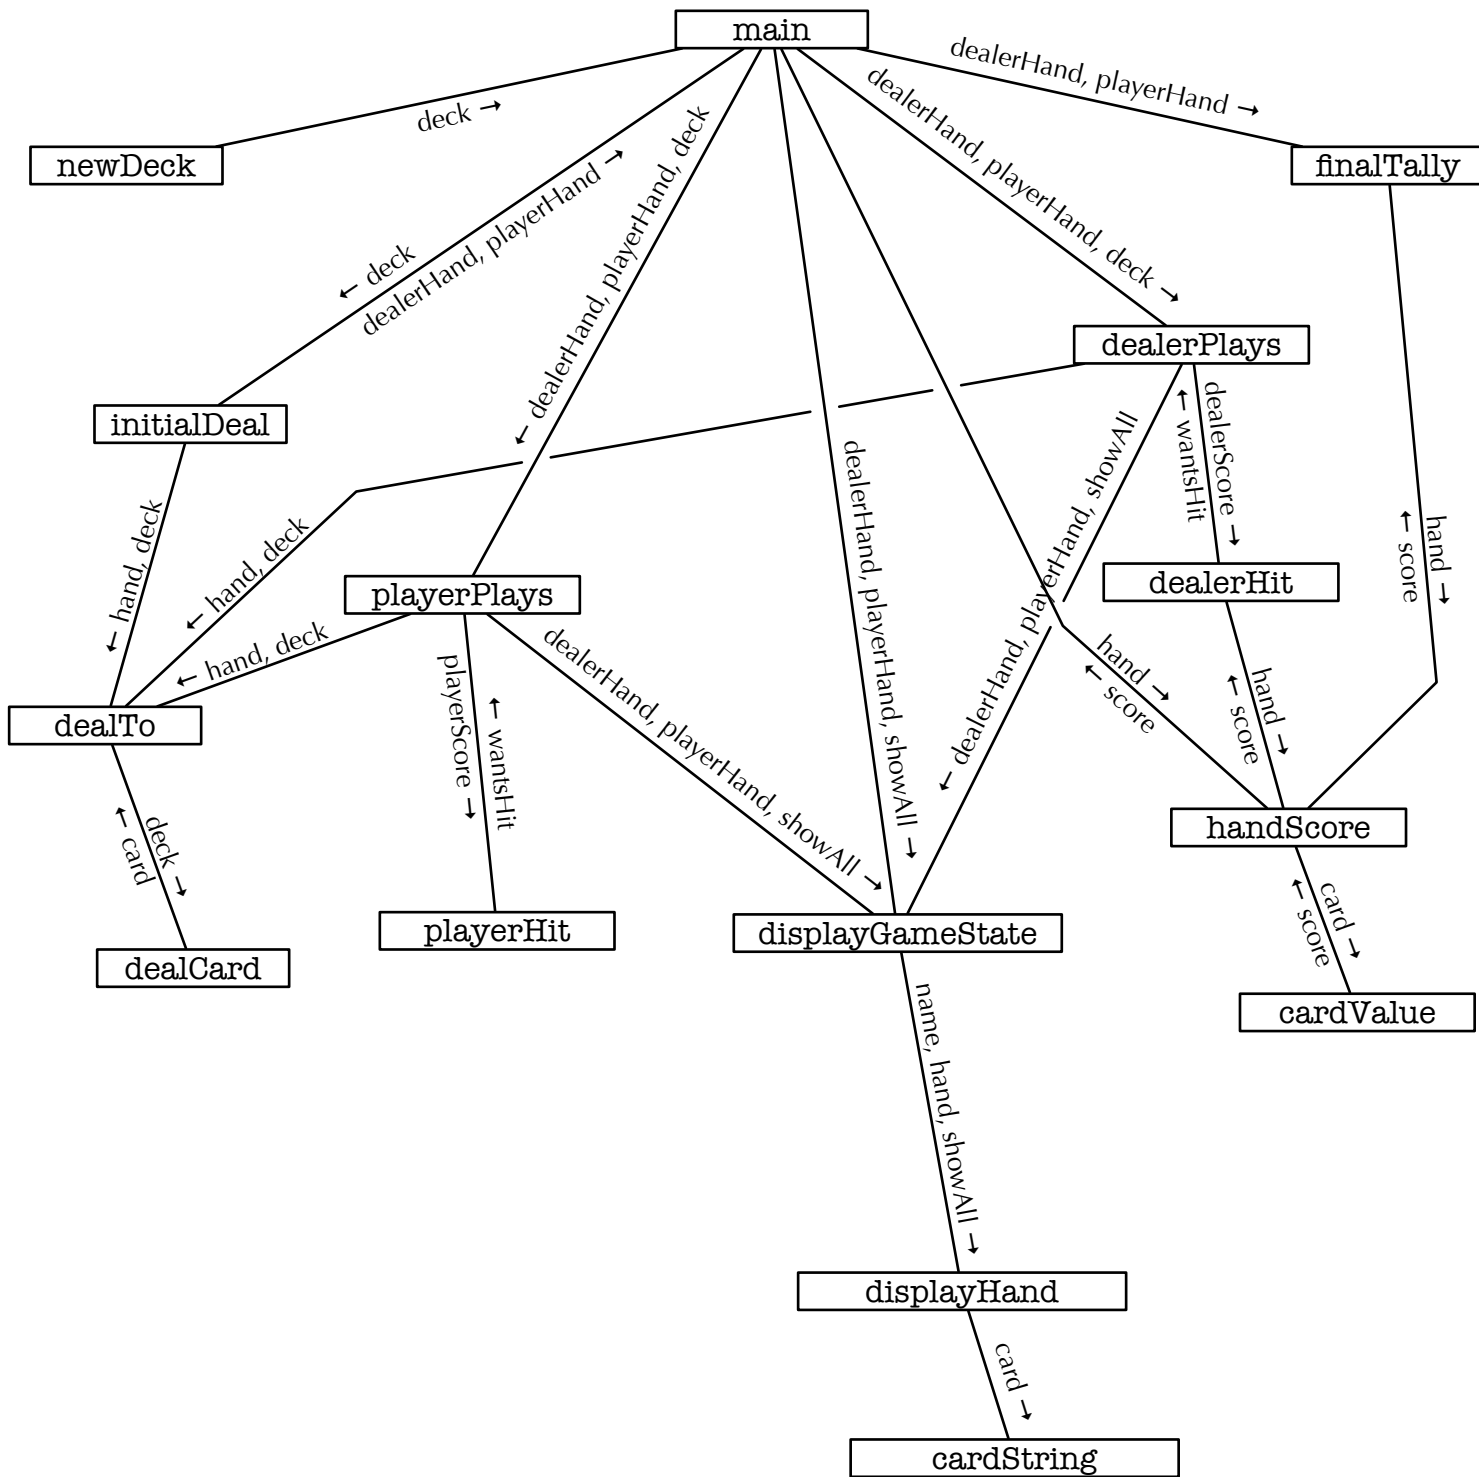 main
dealerHand, playerHand →
deck →
dealerHand, playerHand, deck →
newDeck
finalTally
← deck
dealerHand, playerHand →
← dealerHand, playerHand, deck
dealerPlays
initialDeal
dealerScore →
← wantsHit
← hand, deck
← hand, deck
dealerHand, playerHand, showAll →
← dealerHand, playerHand, showAll
hand →
← score
playerPlays
dealerHit
← hand, deck
playerScore →
← wantsHit
dealerHand, playerHand, showAll →
hand →
← score
hand →
← score
dealTo
handScore
deck →
← card
card →
← score
playerHit
displayGameState
dealCard
cardValue
name, hand, showAll →
displayHand
card →
cardString